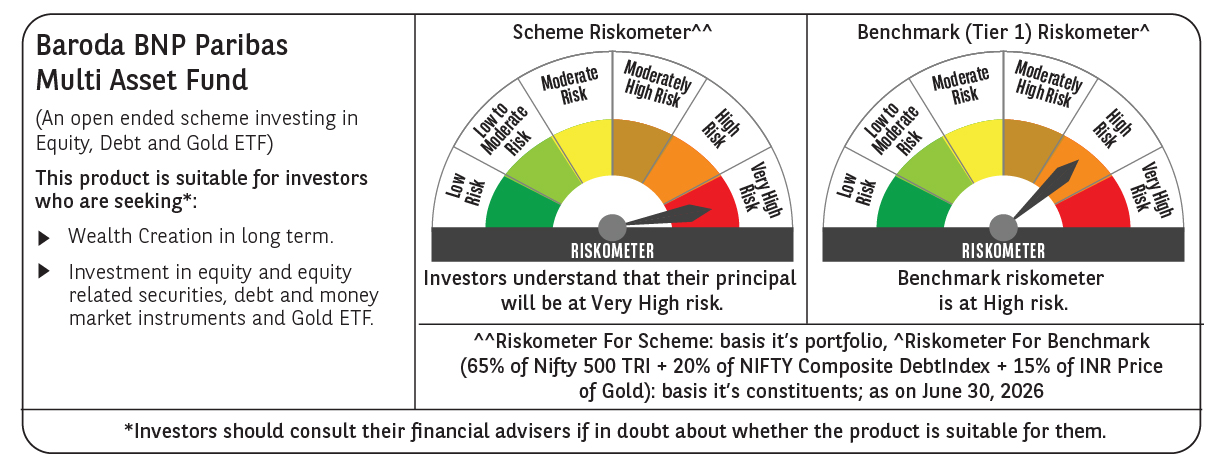 Baroda BNP Paribas
Multi Asset Fund
(An open ended scheme investing in
Equity, Debt and Gold ETF)
This product is suitable for investors
who are seeking*:
Wealth Creation in long term.
Investment in equity and equity
related securities, debt and money
market instruments and Gold ETF.
Scheme Riskometer^^
Low
Risk
Low to
Moderate
Risk
Moderate
Risk
Moderately
High Risk
High
Risk
Very High
Risk
RISKOMETER
Investors understand that their principal
will be at Very High risk.
Benchmark (Tier 1) Riskometer^
Low
Risk
Low to
Moderate
Risk
Moderate
Risk
Moderately
High Risk
High
Risk
Very High
Risk
RISKOMETER
Benchmark riskometer
is at High risk.
^^Riskometer For Scheme: basis it's portfolio, ^Riskometer For Benchmark
(65% of Nifty 500 TRI + 20% of NIFTY Composite DebtIndex + 15% of INR Price
of Gold): basis it's constituents; as on June 30, 2026
*Investors should consult their financial advisers if in doubt about whether the product is suitable for them.